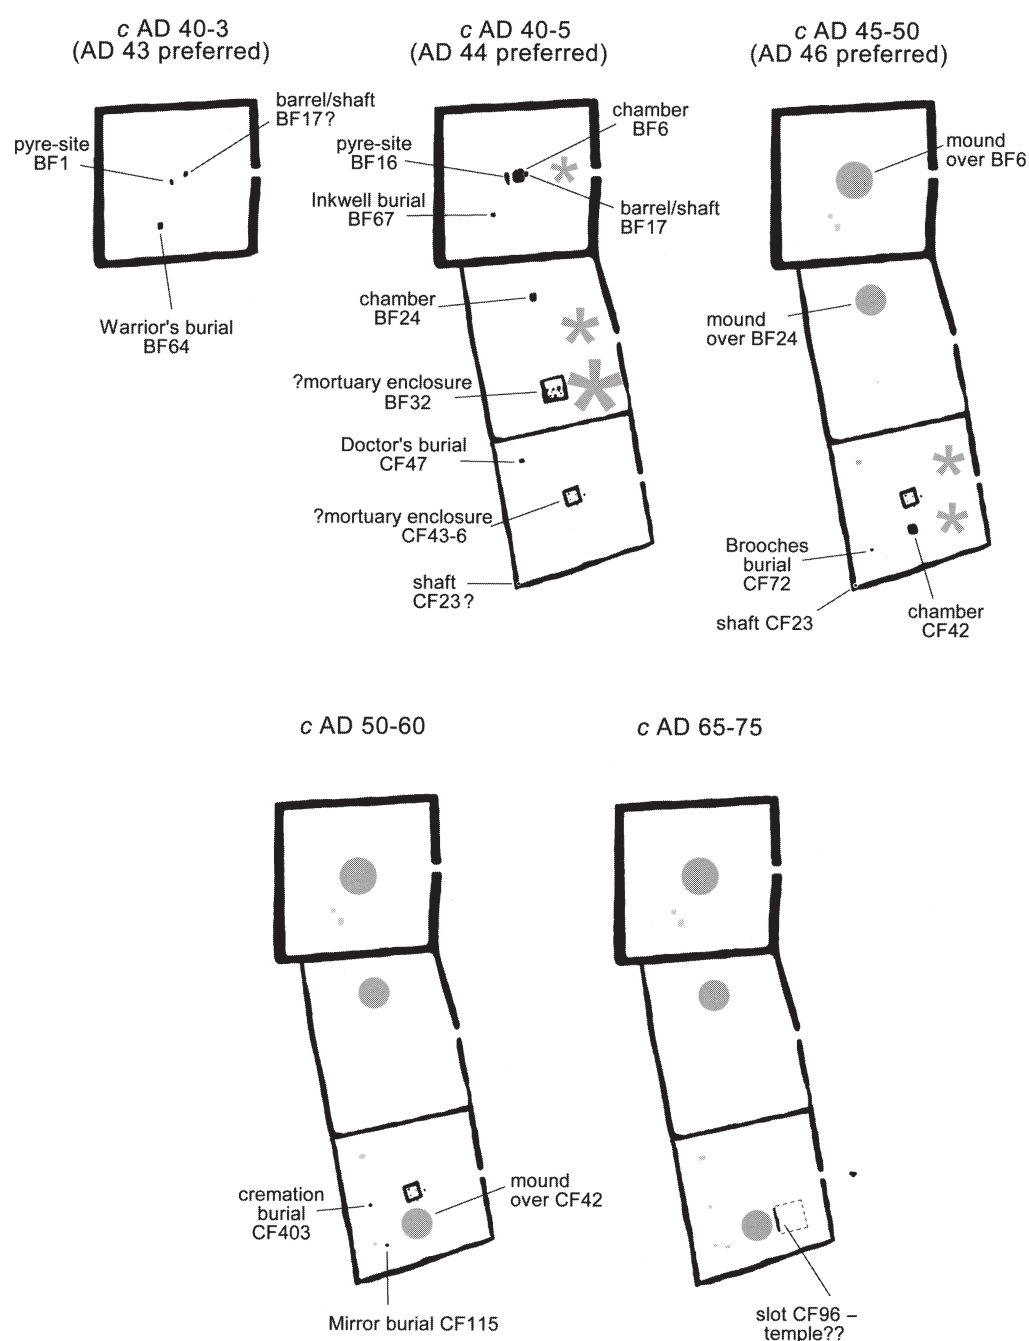 c AD 40-3
(AD 43 preferred)
barrel/shaft
BF17?
pyre-site
BF1
Warrior's burial
BF64
c AD 40-5
(AD 44 preferred)
chamber
BF6
pyre-site
BF16
Inkwell burial
BF67
barrel/shaft
BF17
chamber
BF24
?mortuary enclosure
BF32
Doctor's burial
CF47
?mortuary enclosure
CF43-6
shaft
CF23?
c AD 45-50
(AD 46 preferred)
mound
over BF6
mound
over BF24
Brooches
burial
CF72
shaft CF23
chamber
CF42
c AD 50-60
cremation
burial
CF403
mound
over CF42
Mirror burial CF115
c AD 65-75
slot CF96 –
temple??